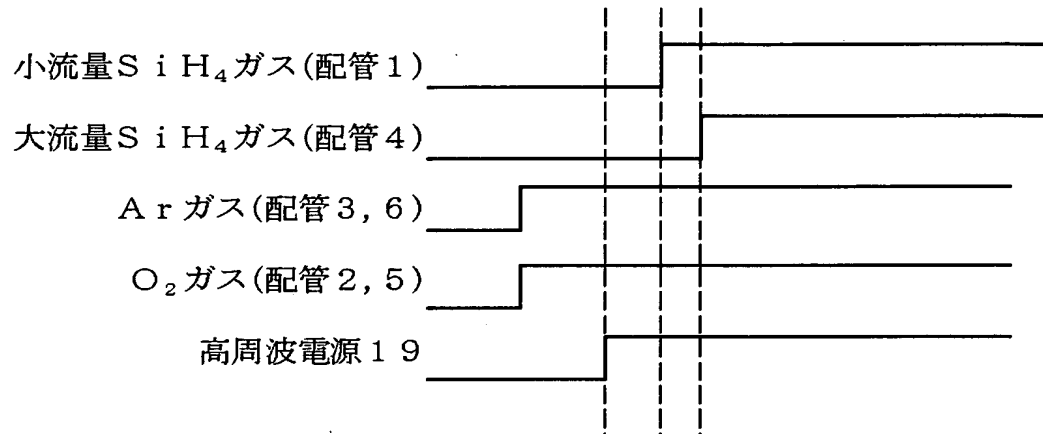 小流量SiH₄ガス(配管1)
大流量SiH₄ガス(配管4)
Arガス(配管3,6)
O₂ガス(配管2,5)
高周波電源19